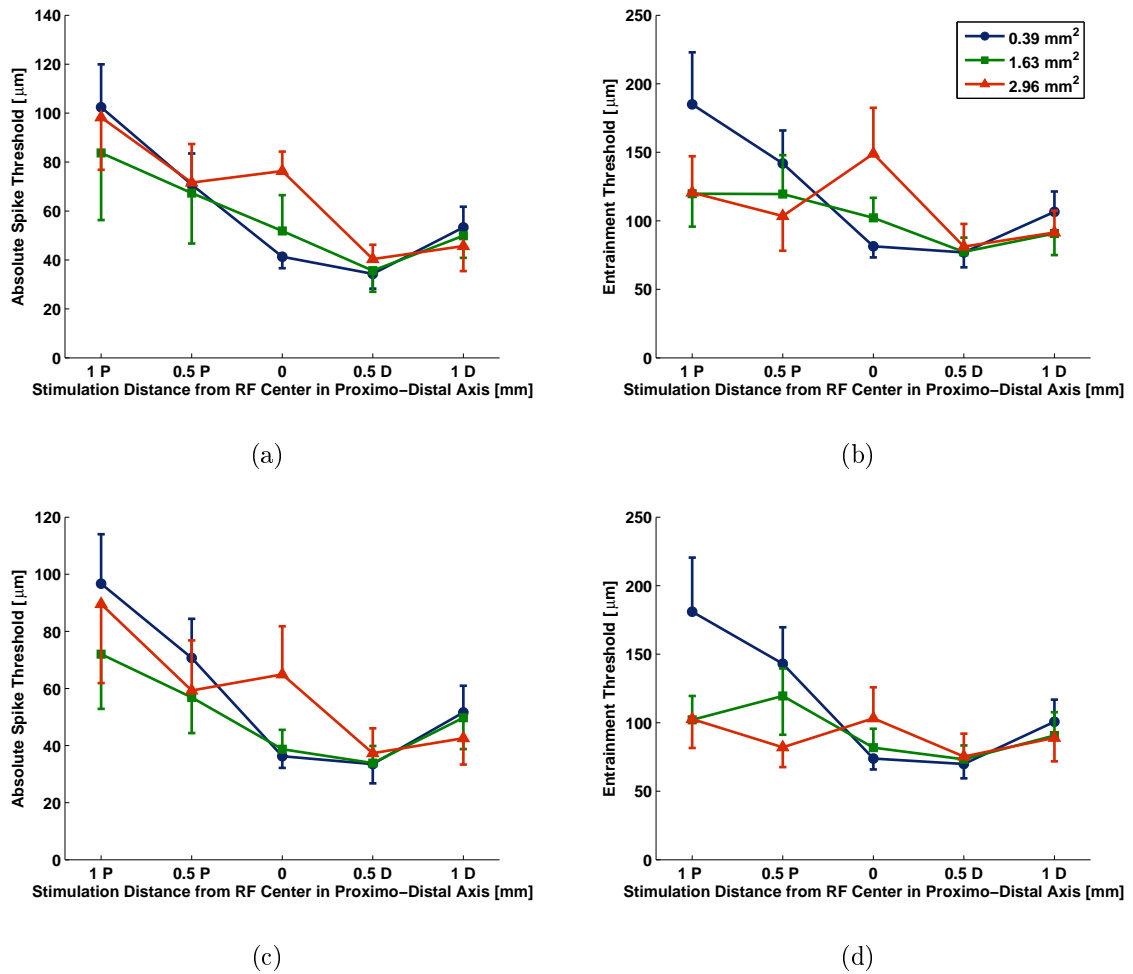 140
120
100
80
60
40
20
0
Absolute Spike Threshold [ μm]
1 P 0.5 P 0 0.5 D 1 D
Stimulation Distance from RF Center in Proximo−Distal Axis [mm]
(a)
250
200
150
100
50
0
Entrainment Threshold [ μm]
0.39 mm²
1.63 mm²
2.96 mm²
1 P 0.5 P 0 0.5 D 1 D
Stimulation Distance from RF Center in Proximo−Distal Axis [mm]
(b)
120
100
80
60
40
20
0
Absolute Spike Threshold [ μm]
1 P 0.5 P 0 0.5 D 1 D
Stimulation Distance from RF Center in Proximo−Distal Axis [mm]
(c)
250
200
150
100
50
0
Entrainment Threshold [ μm]
1 P 0.5 P 0 0.5 D 1 D
Stimulation Distance from RF Center in Proximo−Distal Axis [mm]
(d)